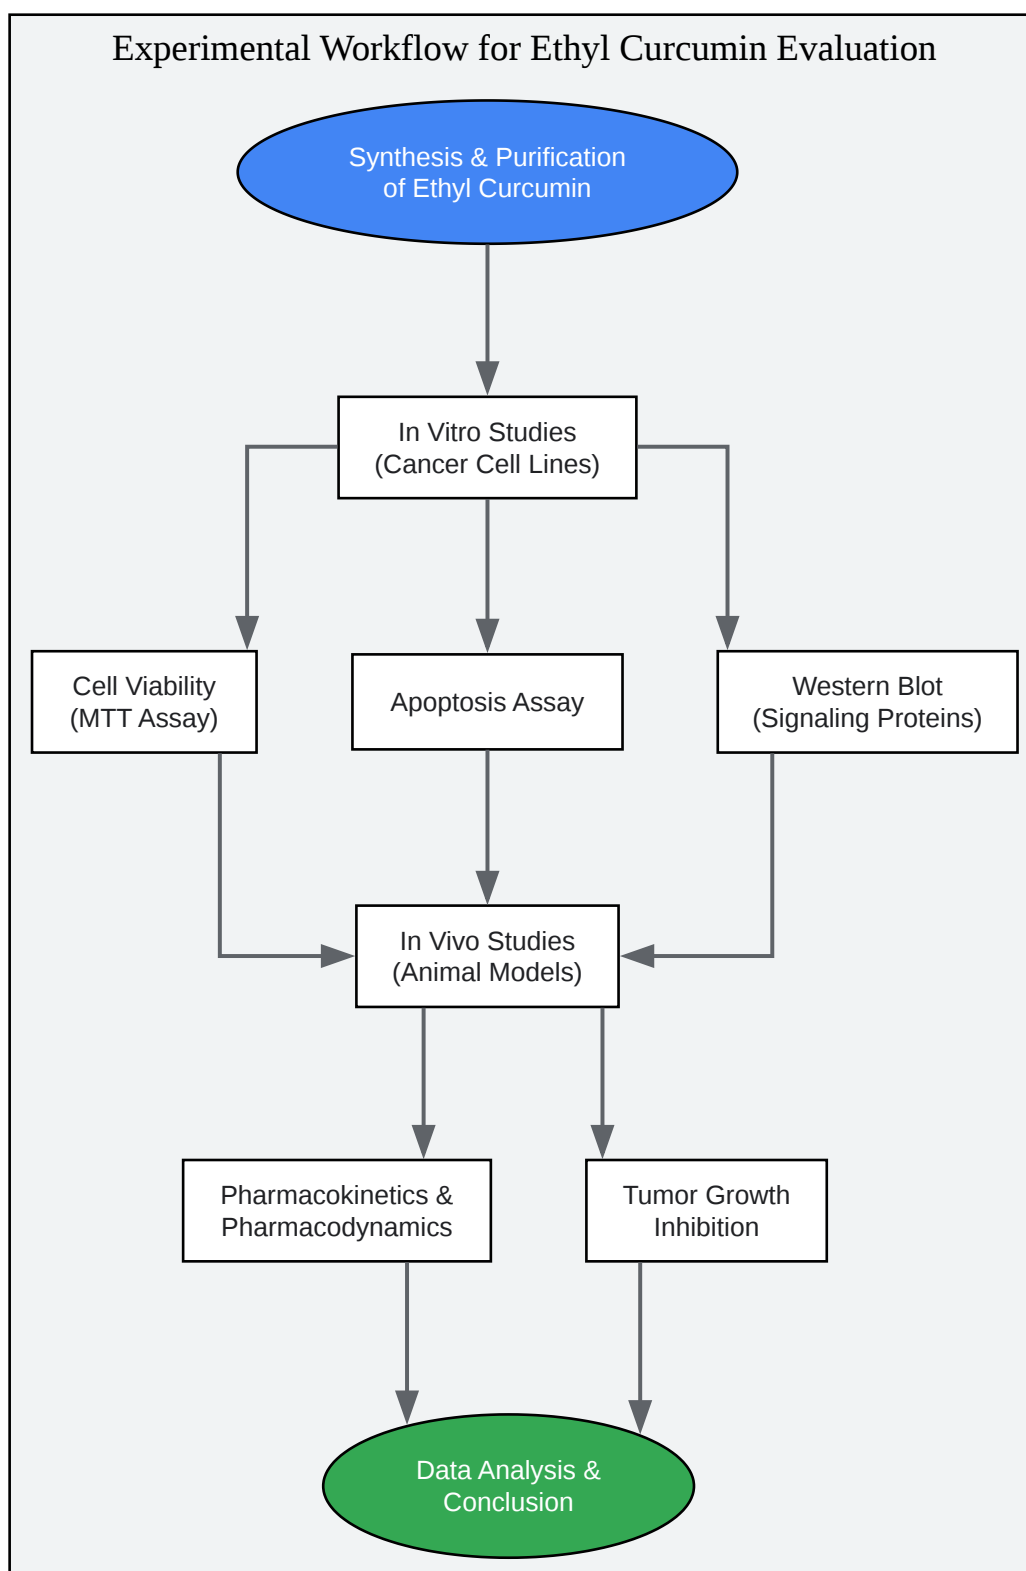 Experimental Workflow for Ethyl Curcumin Evaluation
Synthesis & Purification
of Ethyl Curcumin
In Vitro Studies
(Cancer Cell Lines)
Cell Viability
(MTT Assay)
Apoptosis Assay
Western Blot
(Signaling Proteins)
In Vivo Studies
(Animal Models)
Pharmacokinetics &
Pharmacodynamics
Tumor Growth
Inhibition
Data Analysis &
Conclusion